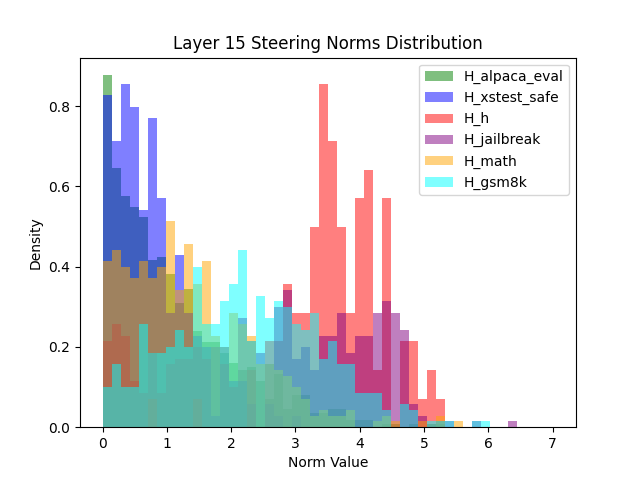 Layer 15 Steering Norms Distribution
H_alpaca_eval
H_xstest_safe
H_h
H_jailbreak
H_math
H_gsm8k
Density
0.8
0.6
0.4
0.2
0.0
0 1 2 3 4 5 6 7
Norm Value